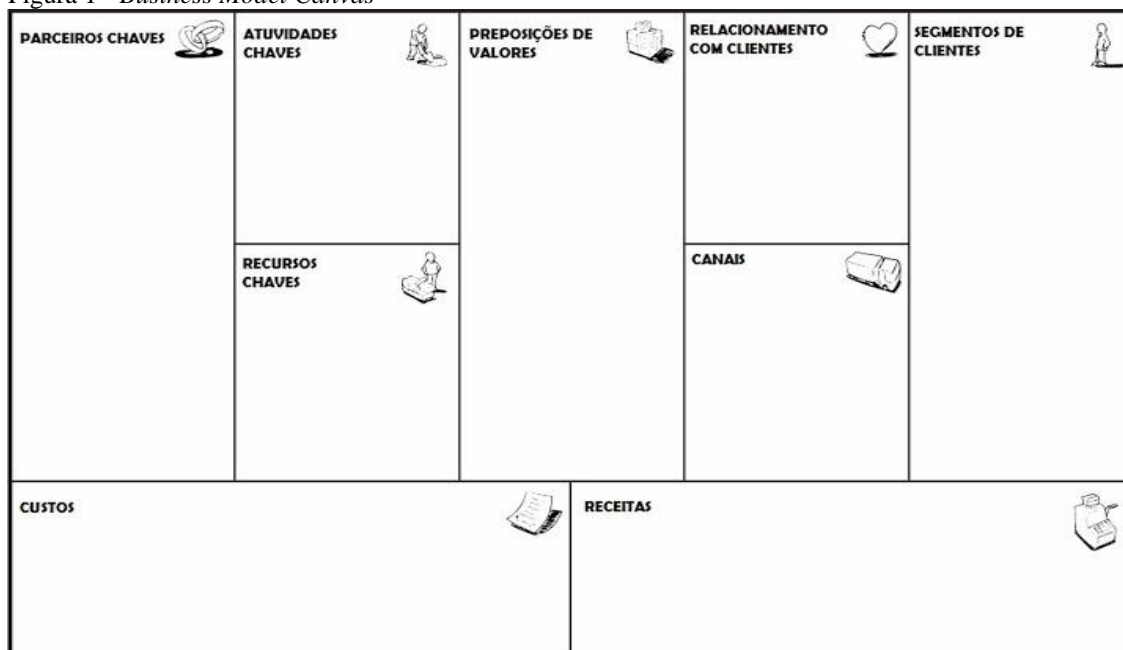 Figura 1 - Business Model Canvas
PARCEIROS CHAVES
ATUVIDADES
CHAVES
PREPOSIÇÕES DE
VALORES
RELACIONAMENTO
COM CLIENTES
SEGMENTOS DE
CLIENTES
RECURSOS
CHAVES
CANAIS
CUSTOS
RECEITAS